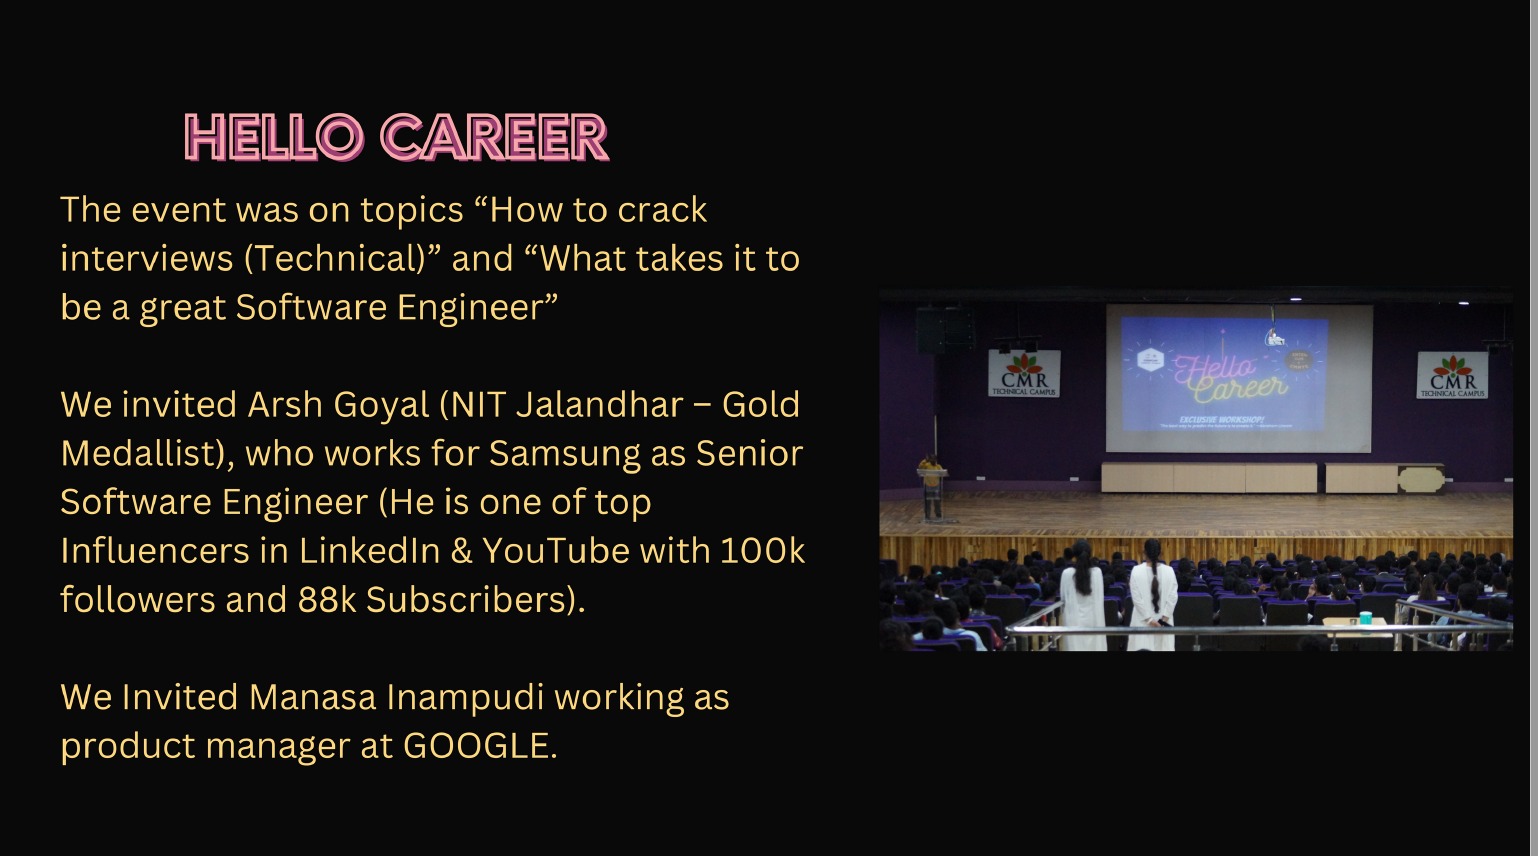 HELLO CAREER
The event was on topics “How to crack
interviews (Technical)” and “What takes it to
be a great Software Engineer”
We invited Arsh Goyal (NIT Jalandhar – Gold
Medallist), who works for Samsung as Senior
Software Engineer (He is one of top
Influencers in LinkedIn & YouTube with 100k
followers and 88k Subscribers).
We Invited Manasa Inampudi working as
product manager at GOOGLE.
CMR
TECHNICAL CAMPUS
Hello
Career
EXCLUSIVE WORKSHOP!
CMR
TECHNICAL CAMPUS